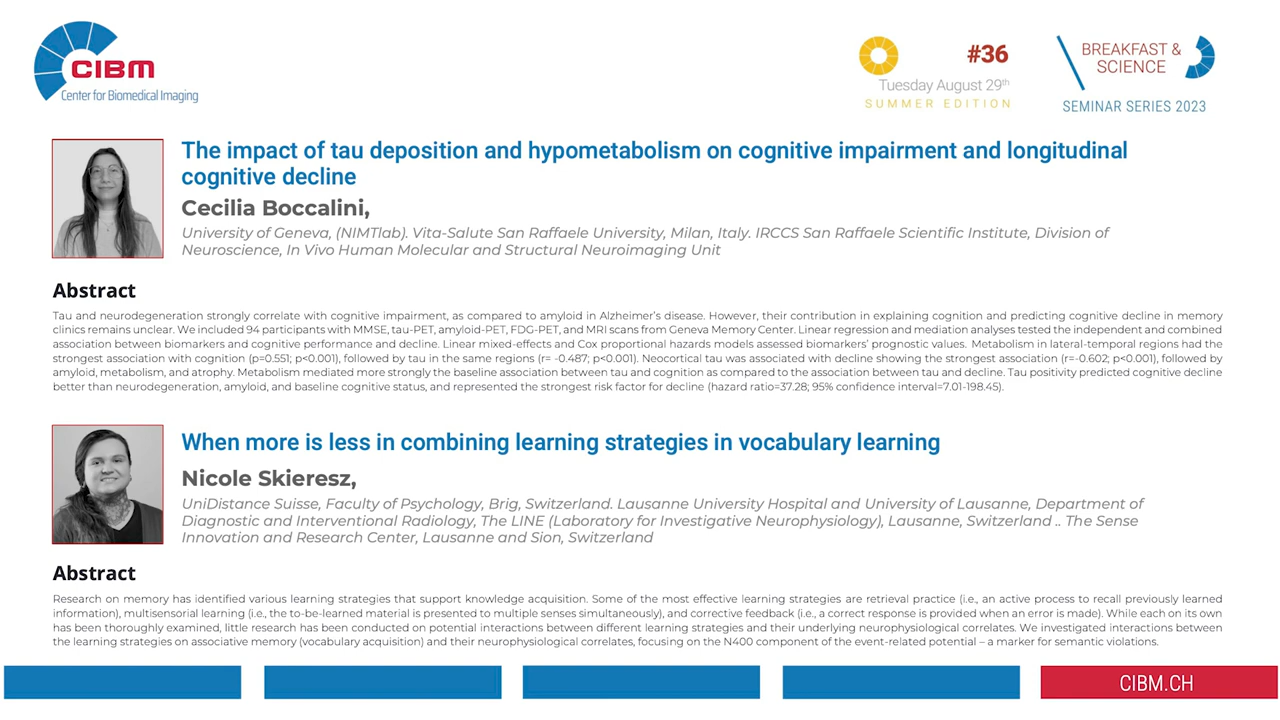 CIBM
Center for Biomedical Imaging
#36
Tuesday August 29th
SUMMER EDITION
BREAKFAST &
SCIENCE
SEMINAR SERIES 2023
The impact of tau deposition and hypometabolism on cognitive impairment and longitudinal
cognitive decline
Cecilia Boccalini,
University of Geneva, (NIMTlab). Vita-Salute San Raffaele University, Milan, Italy. IRCCS San Raffaele Scientific Institute, Division of
Neuroscience, In Vivo Human Molecular and Structural Neuroimaging Unit
Abstract
Tau and neurodegeneration strongly correlate with cognitive impairment, as compared to amyloid in Alzheimer's disease. However, their contribution in explaining cognition and predicting cognitive decline in memory
clinics remains unclear. We included 94 participants with MMSE, tau-PET, amyloid-PET, FDG-PET, and MRI scans from Geneva Memory Center. Linear regression and mediation analyses tested the independent and combined
association between biomarkers and cognitive performance and decline. Linear mixed-effects and Cox proportional hazards models assessed biomarkers' prognostic values. Metabolism in lateral-temporal regions had the
strongest association with cognition (p=0.551; p<0.001), followed by tau in the same regions (r= -0.487; p<0.001). Neocortical tau was associated with decline showing the strongest association (r=-0.602; p<0.001), followed by
amyloid, metabolism, and atrophy. Metabolism mediated more strongly the baseline association between tau and cognition as compared to the association between tau and decline. Tau positivity predicted cognitive decline
better than neurodegeneration, amyloid, and baseline cognitive status, and represented the strongest risk factor for decline (hazard ratio=37.28; 95% confidence interval=7.01-198.45).
When more is less in combining learning strategies in vocabulary learning
Nicole Skieresz,
UniDistance Suisse, Faculty of Psychology, Brig, Switzerland. Lausanne University Hospital and University of Lausanne, Department of
Diagnostic and Interventional Radiology, The LINE (Laboratory for Investigative Neurophysiology), Lausanne, Switzerland .. The Sense
Innovation and Research Center, Lausanne and Sion, Switzerland
Abstract
Research on memory has identified various learning strategies that support knowledge acquisition. Some of the most effective learning strategies are retrieval practice (i.e., an active process to recall previously learned
information), multisensorial learning (i.e., the to-be-learned material is presented to multiple senses simultaneously), and corrective feedback (i.e., a correct response is provided when an error is made). While each on its own
has been thoroughly examined, little research has been conducted on potential interactions between different learning strategies and their underlying neurophysiological correlates. We investigated interactions between
the learning strategies on associative memory (vocabulary acquisition) and their neurophysiological correlates, focusing on the N400 component of the event-related potential – a marker for semantic violations.
CIBM.CH